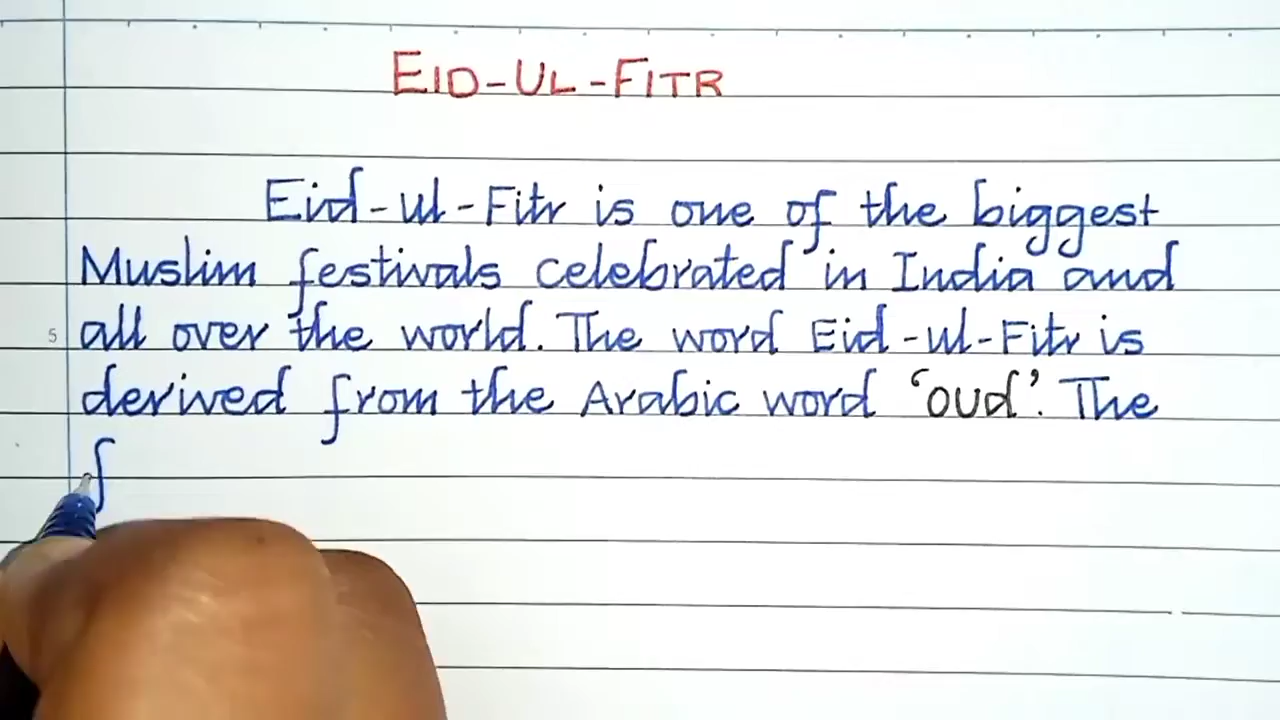 EID-UL-FITR
Eid-ul-Fitr is one of the biggest
Muslim festivals celebrated in India and
5 all over the world. The word Eid-ul-Fitr is
derived from the Arabic word ‘oud’. The
f